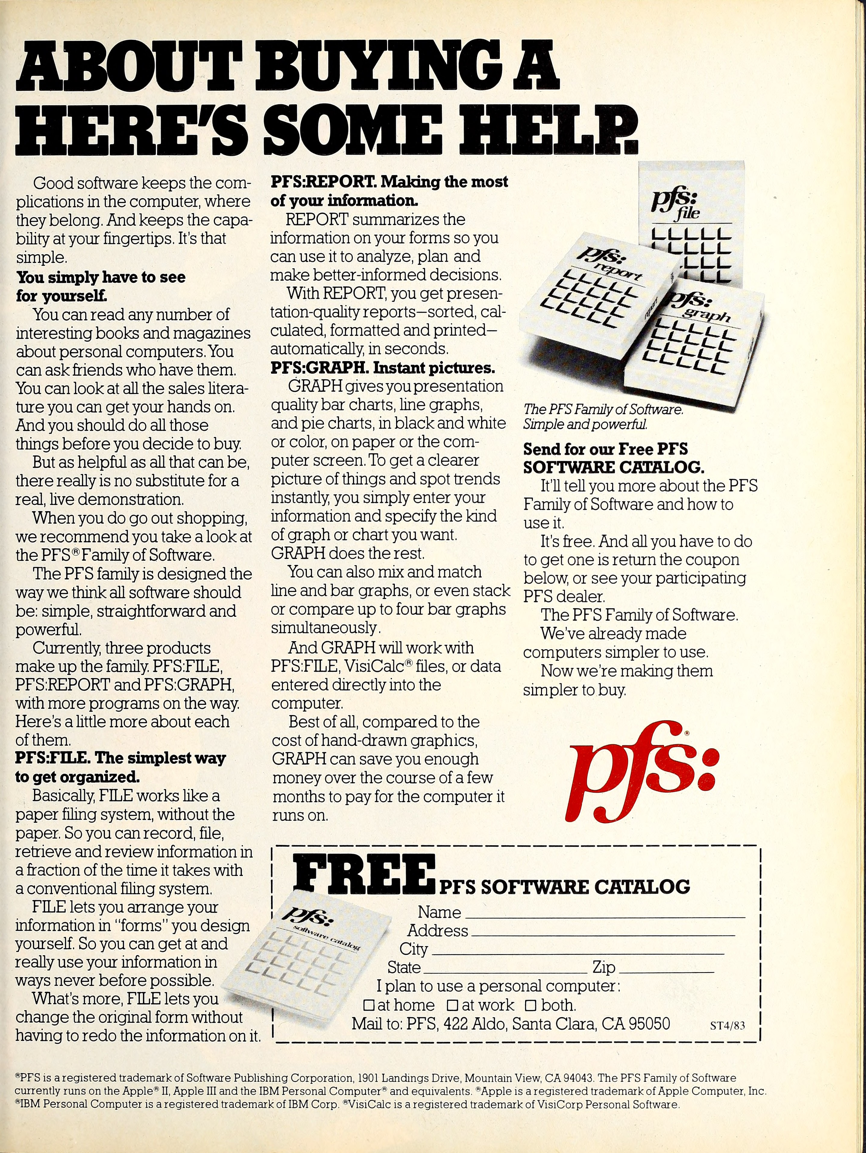 ABOUT BUYING A
HERE'S SOME HELP.
Good software keeps the com-
plications in the computer, where
they belong. And keeps the capa-
bility at your fingertips. It's that
simple.
You simply have to see
for yourself.
You can read any number of
interesting books and magazines
about personal computers. You
can ask friends who have them.
You can look at all the sales litera-
ture you can get your hands on.
And you should do all those
things before you decide to buy.
But as helpful as all that can be,
there really is no substitute for a
real, live demonstration.
When you do go out shopping,
we recommend you take a look at
the PFS® Family of Software.
The PFS family is designed the
way we think all software should
be: simple, straightforward and
powerful.
Currently, three products
make up the family. PFS:FILE,
PFS:REPORT and PFS:GRAPH,
with more programs on the way.
Here's a little more about each
of them.
PFS:FILE. The simplest way
to get organized.
Basically, FILE works like a
paper filing system, without the
paper. So you can record, file,
retrieve and review information in
a fraction of the time it takes with
a conventional filing system.
FILE lets you arrange your
information in "forms" you design
yourself. So you can get at and
really use your information in
ways never before possible.
What's more, FILE lets you
change the original form without
having to redo the information on it.
PFS:REPORT. Making the most
of your information.
REPORT summarizes the
information on your forms so you
can use it to analyze, plan and
make better-informed decisions.
With REPORT, you get presen-
tation-quality reports—sorted, cal-
culated, formatted and printed—
automatically, in seconds.
PFS:GRAPH. Instant pictures.
GRAPH gives you presentation
quality bar charts, line graphs,
and pie charts, in black and white
or color, on paper or the com-
puter screen. To get a clearer
picture of things and spot trends
instantly, you simply enter your
information and specify the kind
of graph or chart you want.
GRAPH does the rest.
You can also mix and match
line and bar graphs, or even stack
or compare up to four bar graphs
simultaneously.
And GRAPH will work with
PFS:FILE, VisiCalc® files, or data
entered directly into the
computer.
Best of all, compared to the
cost of hand-drawn graphics,
GRAPH can save you enough
money over the course of a few
months to pay for the computer it
runs on.
pfs:
file
pfs:
report
pfs:
graph
The PFS Family of Software.
Simple and powerful.
Send for our Free PFS
SOFTWARE CATALOG.
It'll tell you more about the PFS
Family of Software and how to
use it.
It's free. And all you have to do
to get one is return the coupon
below, or see your participating
PFS dealer.
The PFS Family of Software.
We've already made
computers simpler to use.
Now we're making them
simpler to buy.
pfs:®
FREE PFS SOFTWARE CATALOG
pfs:
software catalog
Name
Address
City
State Zip
I plan to use a personal computer:
☐ at home ☐ at work ☐ both.
Mail to: PFS, 422 Aldo, Santa Clara, CA 95050 ST4/83
®PFS is a registered trademark of Software Publishing Corporation, 1901 Landings Drive, Mountain View, CA 94043. The PFS Family of Software
currently runs on the Apple® II, Apple III and the IBM Personal Computer® and equivalents. ®Apple is a registered trademark of Apple Computer, Inc.
®IBM Personal Computer is a registered trademark of IBM Corp. ®VisiCalc is a registered trademark of VisiCorp Personal Software.